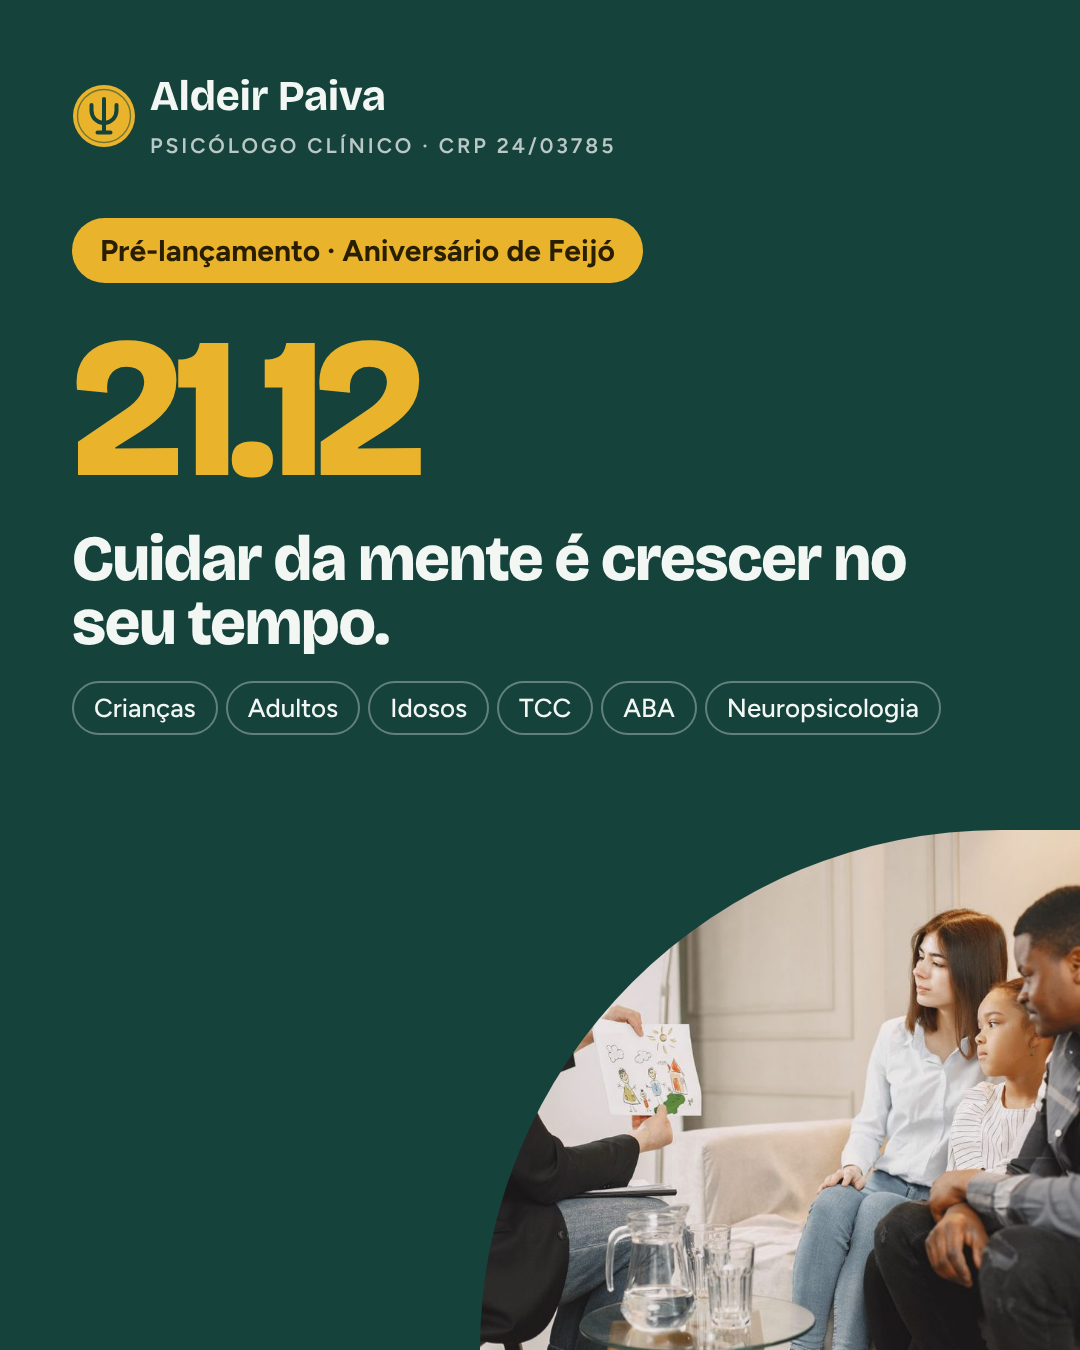 Aldeir Paiva
PSICÓLOGO CLÍNICO · CRP 24/03785
Pré-lançamento · Aniversário de Feijó
21.12
Cuidar da mente é crescer no
seu tempo.
Crianças Adultos Idosos TCC ABA Neuropsicologia